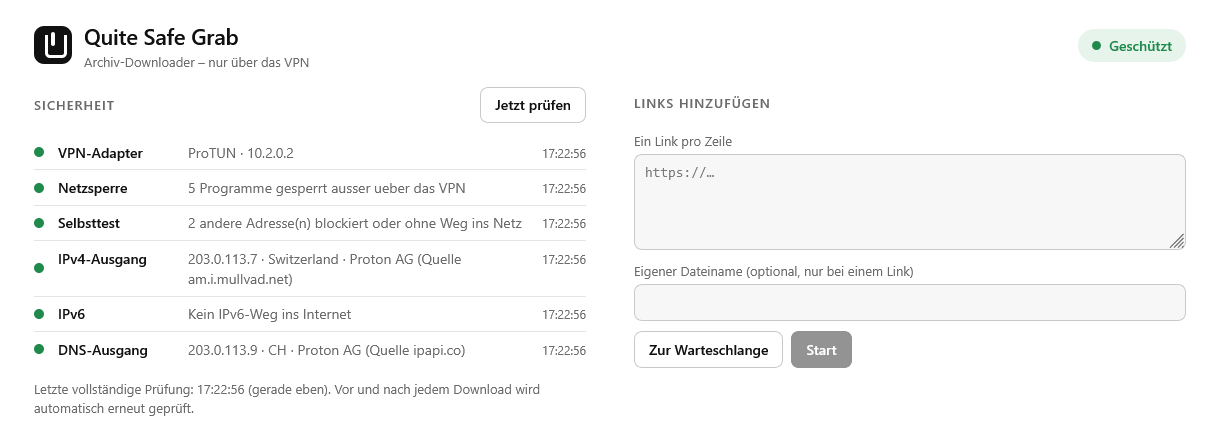 Quite Safe Grab
Archiv-Downloader – nur über das VPN
Geschützt
SICHERHEIT
Jetzt prüfen
VPN-Adapter
ProTUN · 10.2.0.2
17:22:56
Netzsperre
5 Programme gesperrt ausser ueber das VPN
17:22:56
Selbsttest
2 andere Adresse(n) blockiert oder ohne Weg ins Netz
17:22:56
IPv4-Ausgang
203.0.113.7 · Switzerland · Proton AG (Quelle
am.i.mullvad.net)
17:22:56
IPv6
Kein IPv6-Weg ins Internet
17:22:56
DNS-Ausgang
203.0.113.9 · CH · Proton AG (Quelle ipapi.co)
17:22:56
Letzte vollständige Prüfung: 17:22:56 (gerade eben). Vor und nach jedem Download wird
automatisch erneut geprüft.
LINKS HINZUFÜGEN
Ein Link pro Zeile
https://…
Eigener Dateiname (optional, nur bei einem Link)
Zur Warteschlange
Start